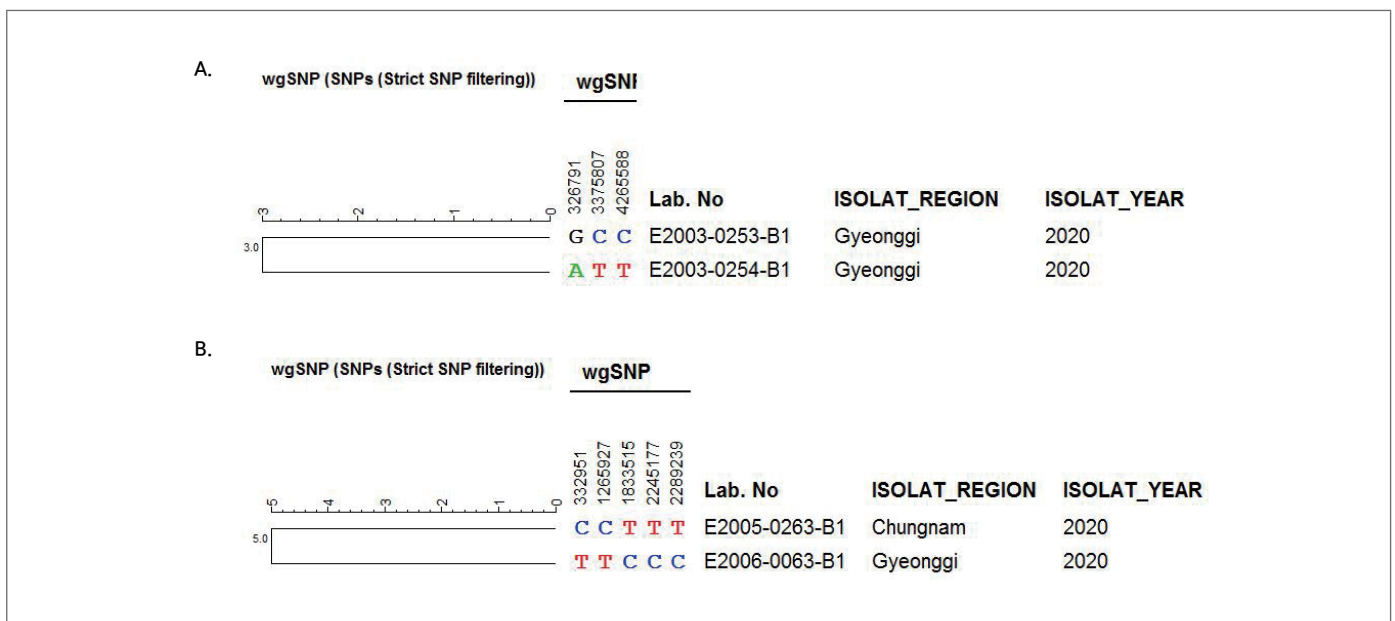 A.
wgSNP (SNPs (Strict SNP filtering)) wgSNI
326791 3375807 4265588
3 2 1 0 Lab. No ISOLAT_REGION ISOLAT_YEAR
G C C E2003-0253-B1 Gyeonggi 2020
3.0
A T T E2003-0254-B1 Gyeonggi 2020
B.
wgSNP (SNPs (Strict SNP filtering)) wgSNP
332951 1265927 1833515 2245177 2289239
5 4 3 2 1 0 Lab. No ISOLAT_REGION ISOLAT_YEAR
C C T T T E2005-0263-B1 Chungnam 2020
5.0
T T C C C E2006-0063-B1 Gyeonggi 2020